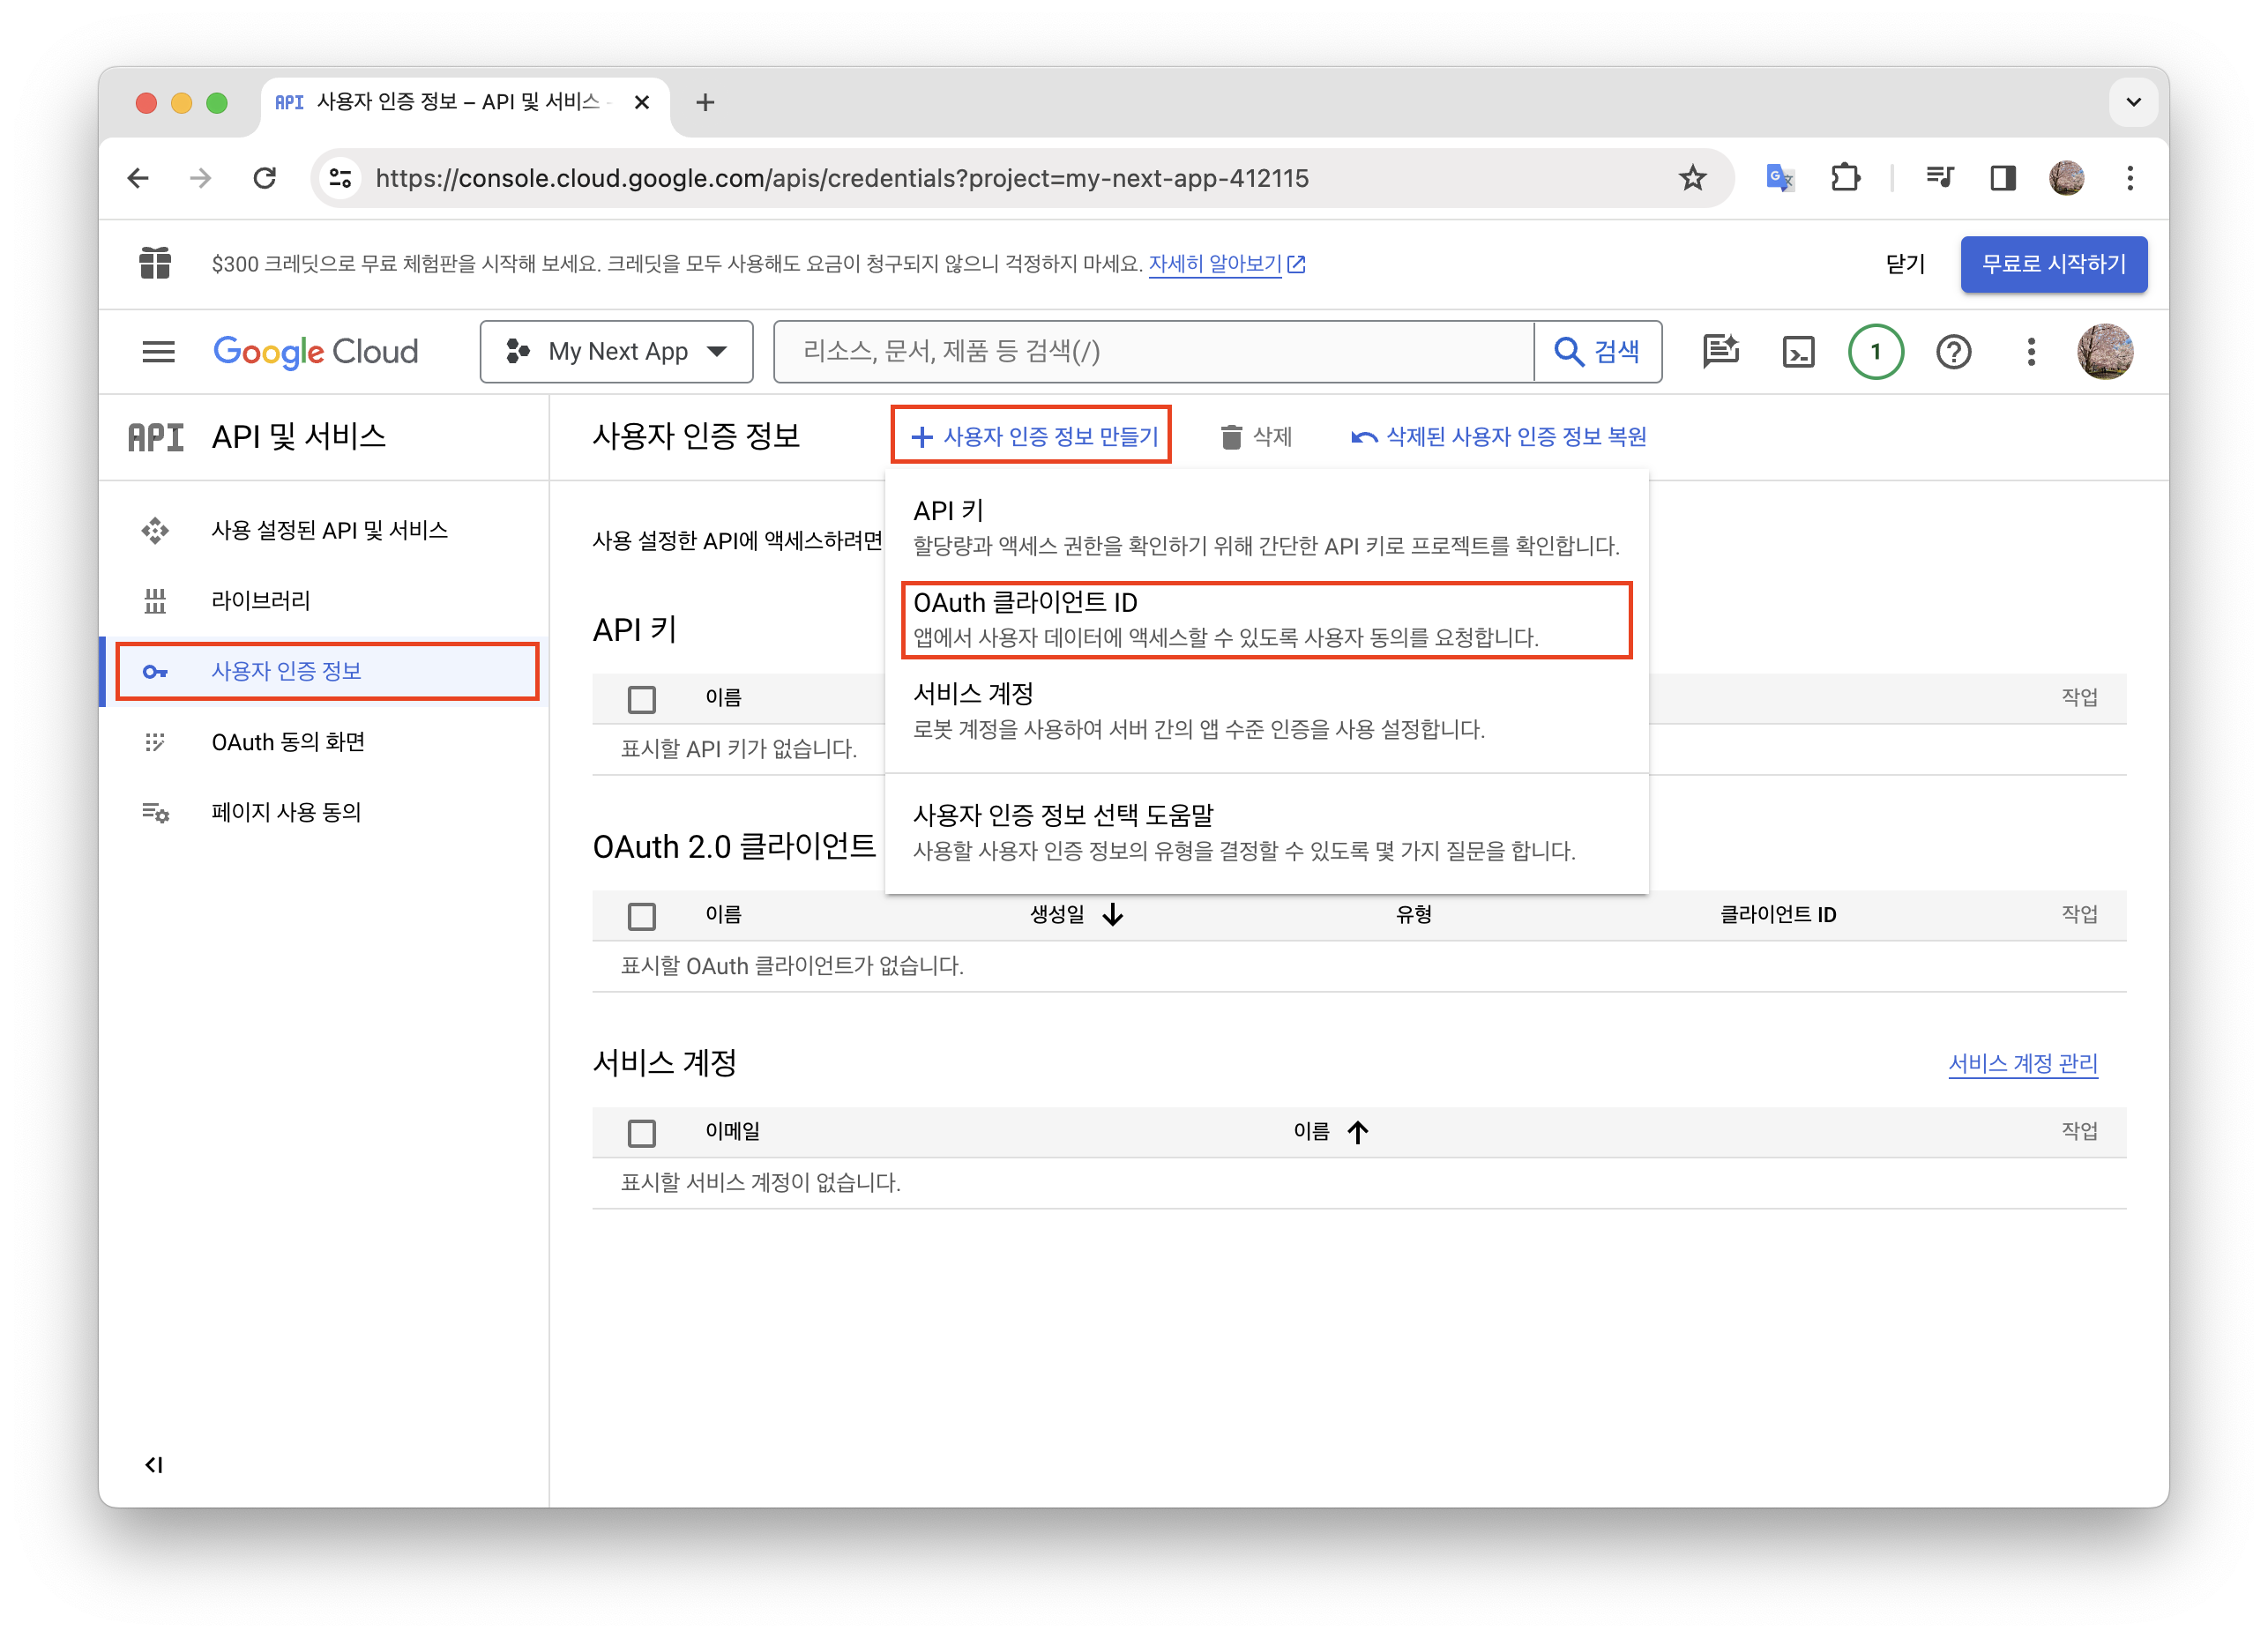 API 사용자 인증 정보 – API 및 서비스 -
https://console.cloud.google.com/apis/credentials?project=my-next-app-412115
$300 크레딧으로 무료 체험판을 시작해 보세요. 크레딧을 모두 사용해도 요금이 청구되지 않으니 걱정하지 마세요. 자세히 알아보기
닫기
무료로 시작하기
Google Cloud
My Next App
리소스, 문서, 제품 등 검색(/)
검색
1
API API 및 서비스
사용 설정된 API 및 서비스
라이브러리
사용자 인증 정보
OAuth 동의 화면
페이지 사용 동의
사용자 인증 정보
+ 사용자 인증 정보 만들기
삭제
삭제된 사용자 인증 정보 복원
사용 설정한 API에 액세스하려면
API 키
할당량과 액세스 권한을 확인하기 위해 간단한 API 키로 프로젝트를 확인합니다.
OAuth 클라이언트 ID
앱에서 사용자 데이터에 액세스할 수 있도록 사용자 동의를 요청합니다.
서비스 계정
로봇 계정을 사용하여 서버 간의 앱 수준 인증을 사용 설정합니다.
사용자 인증 정보 선택 도움말
사용할 사용자 인증 정보의 유형을 결정할 수 있도록 몇 가지 질문을 합니다.
API 키
이름
작업
표시할 API 키가 없습니다.
OAuth 2.0 클라이언트
이름
생성일
유형
클라이언트 ID
작업
표시할 OAuth 클라이언트가 없습니다.
서비스 계정
서비스 계정 관리
이메일
이름
작업
표시할 서비스 계정이 없습니다.